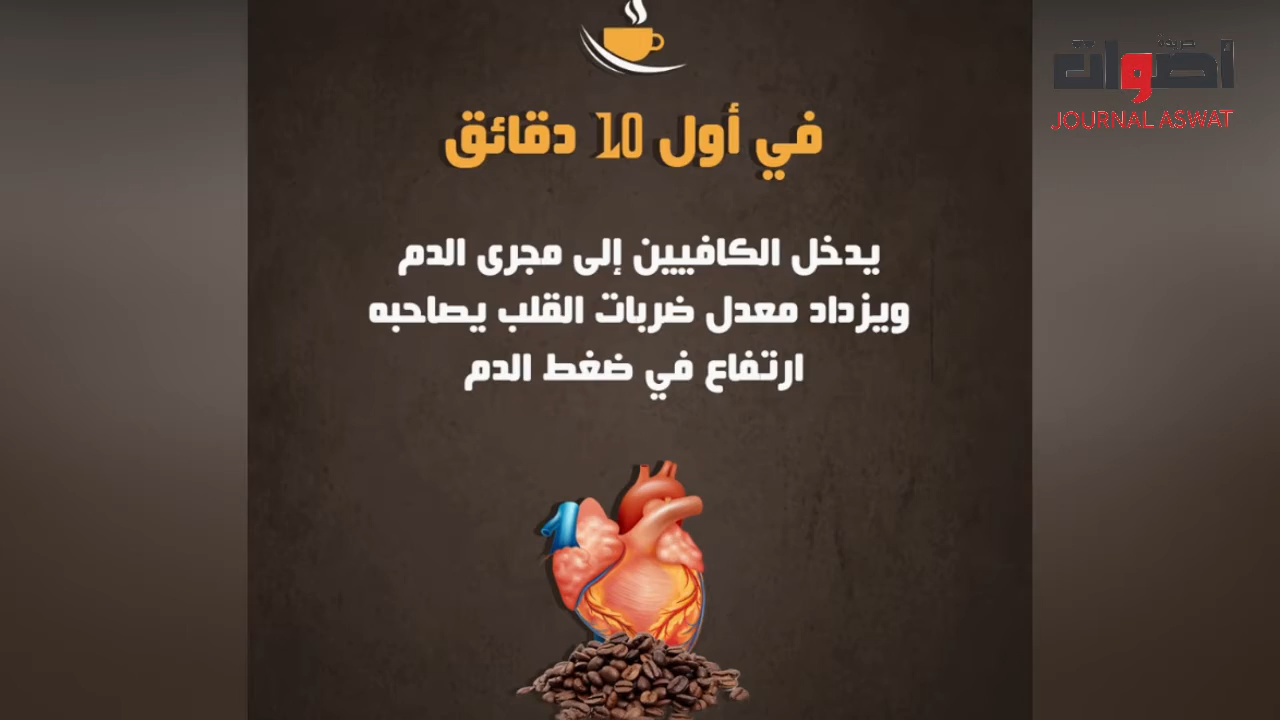 جريدة
أصوات
JOURNAL ASWAT
في أول 10 دقائق
يدخل الكافيين إلى مجرى الدم
ويزداد معدل ضربات القلب يصاحبه
ارتفاع في ضغط الدم